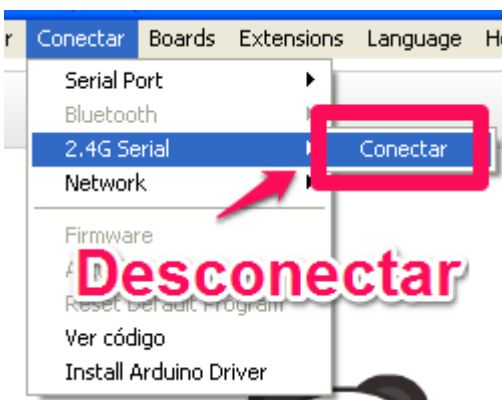 r Conectar Boards Extensions Language H
Serial Port
Bluetooth
2.4G Serial Conectar
Network
Firmware
Desconectar
Reset Default Program
Ver código
Install Arduino Driver